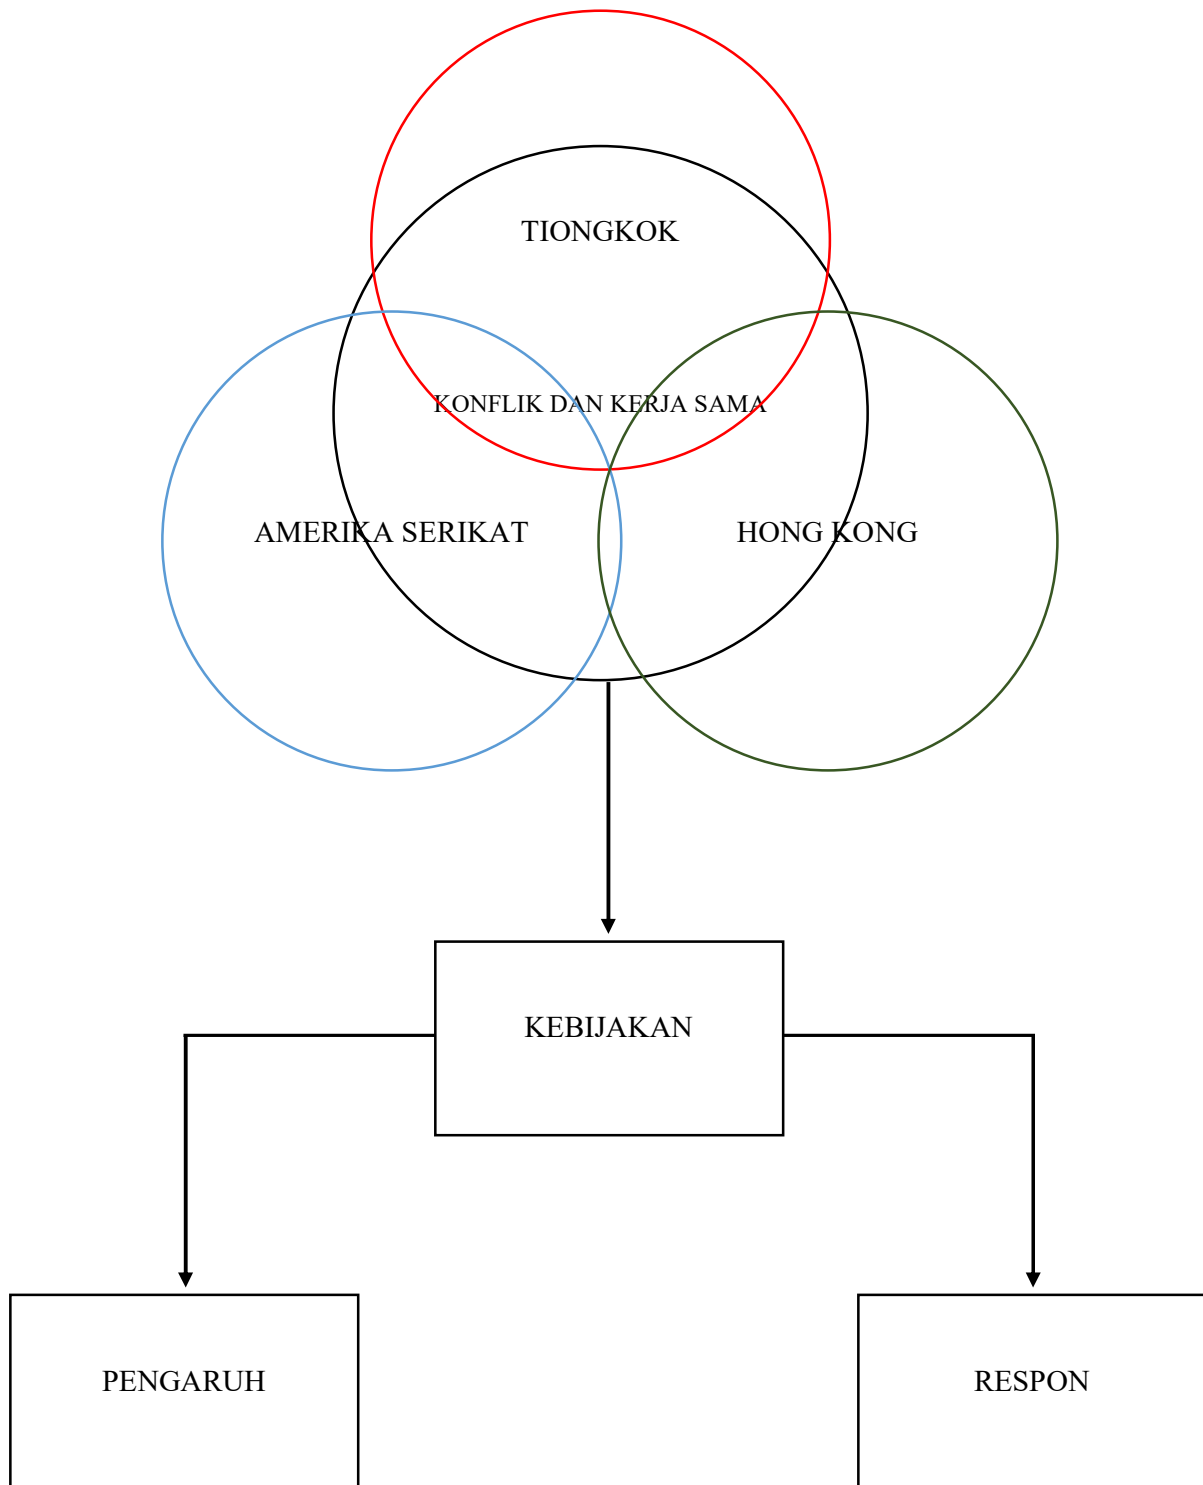 TIONGKOK
KONFLIK DAN KERJA SAMA
AMERIKA SERIKAT
HONG KONG
KEBIJAKAN
PENGARUH
RESPON